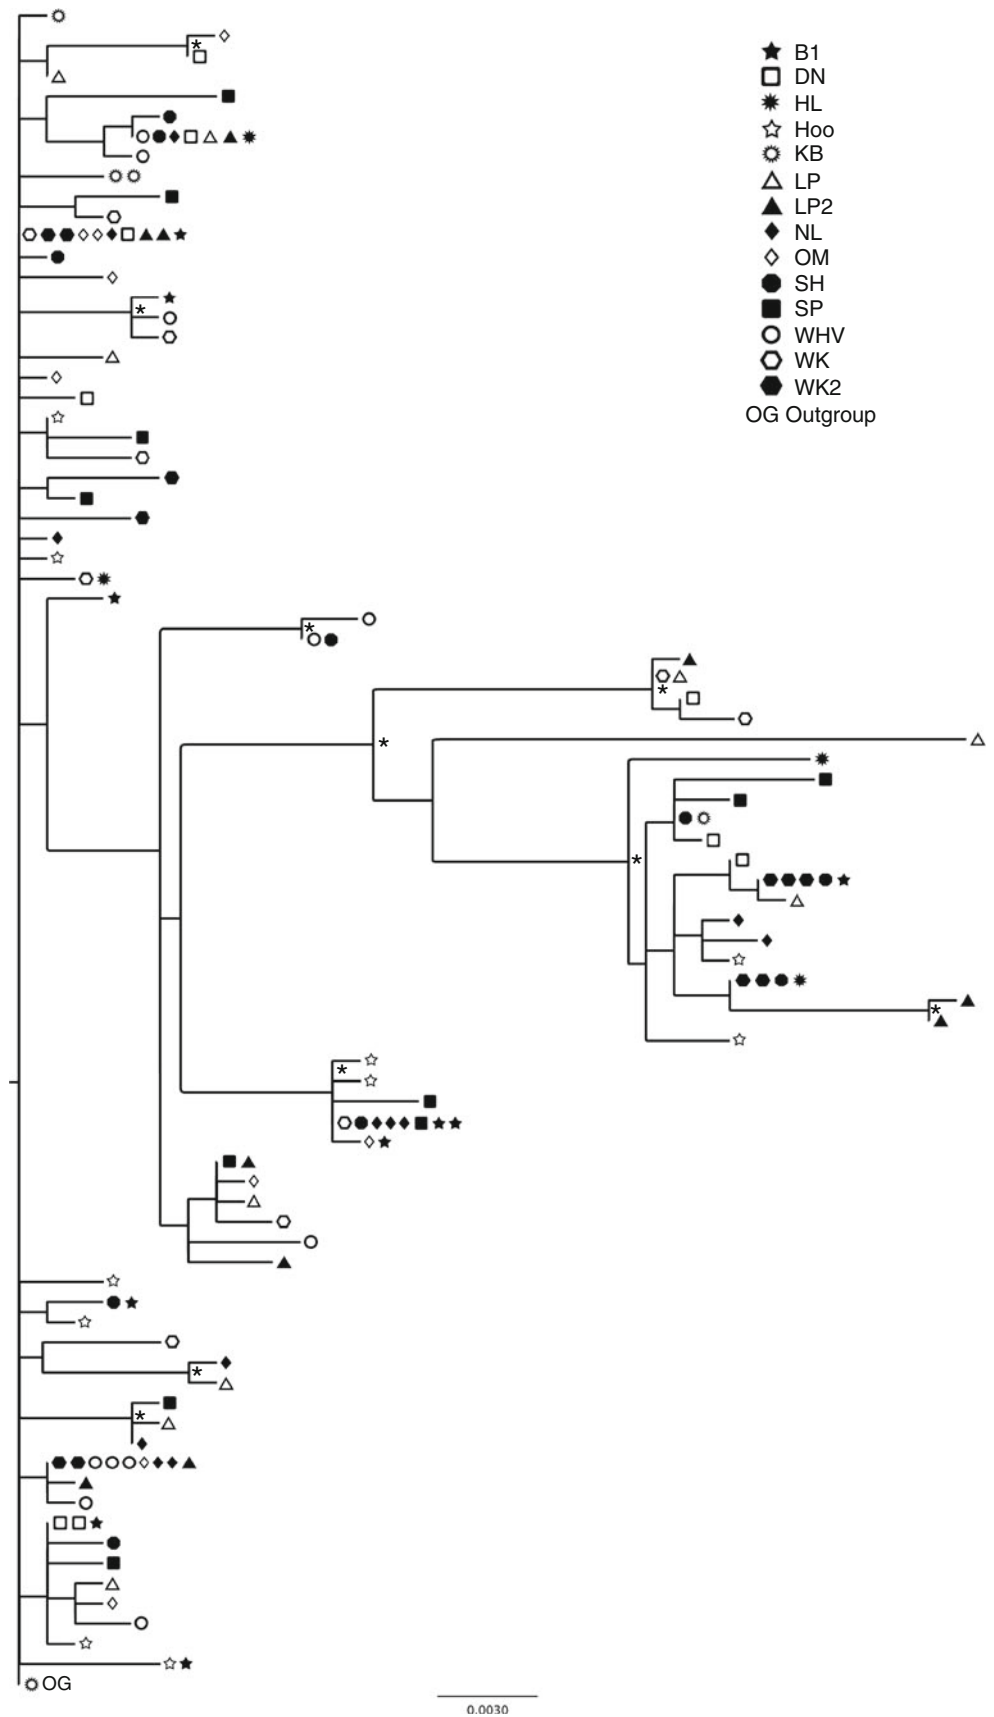 B1
DN
HL
Hoo
KB
LP
LP2
NL
OM
SH
SP
WHV
WK
WK2
OG Outgroup
*
*
*
*
*
*
*
*
*
*
OG
0.0030